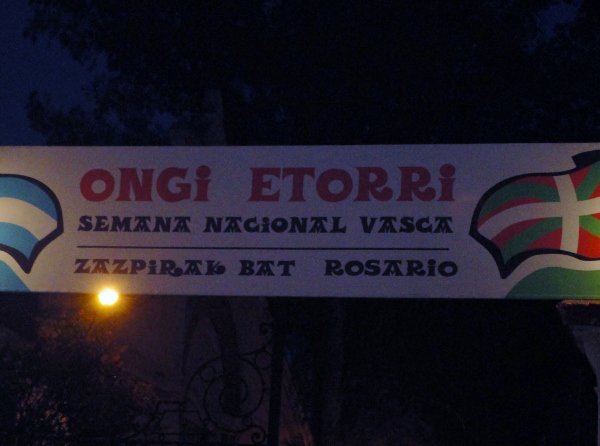 ONGi ETORRi
SEMANA NACiONAL VASCA
ZAZPiRAK BAT ROSARiO